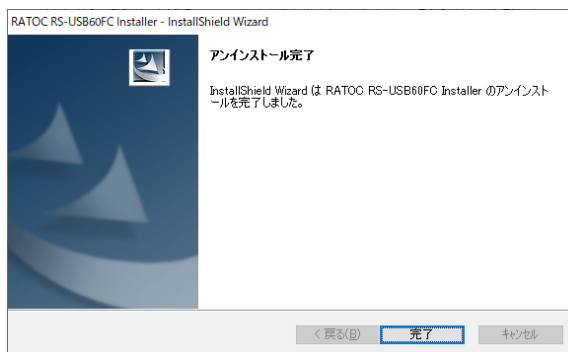 RATOC RS-USB60FC Installer - InstallShield Wizard
アンインストール完了
InstallShield Wizard は RATOC RS-USB60FC Installer のアンインスト
ールを完了しました。
< 戻る(B)
完了
キャンセル